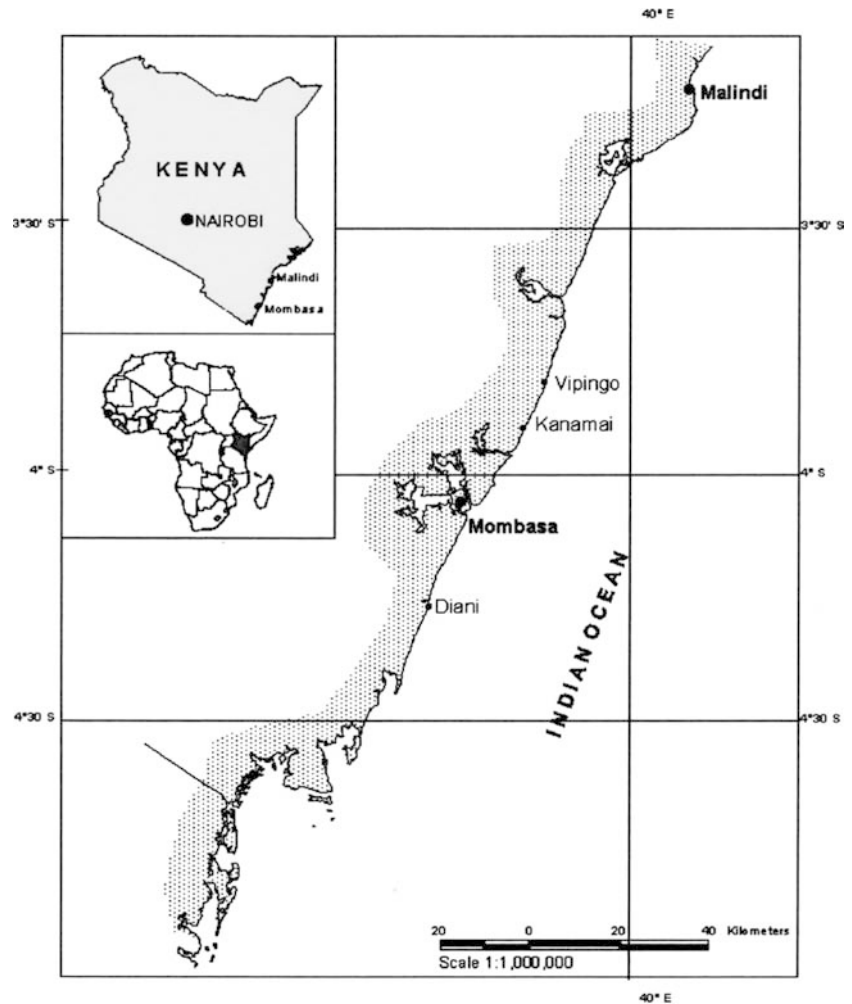 40° E
Malindi
KENYA
NAIROBI
3°30' S
3°30' S
Malindi
Mombasa
Vipingo
Kanamai
4° S
4° S
Mombasa
Diani
INDIAN OCEAN
4°30' S
4°30' S
20 0 20 40 Kilometers
Scale 1:1,000,000
40° E